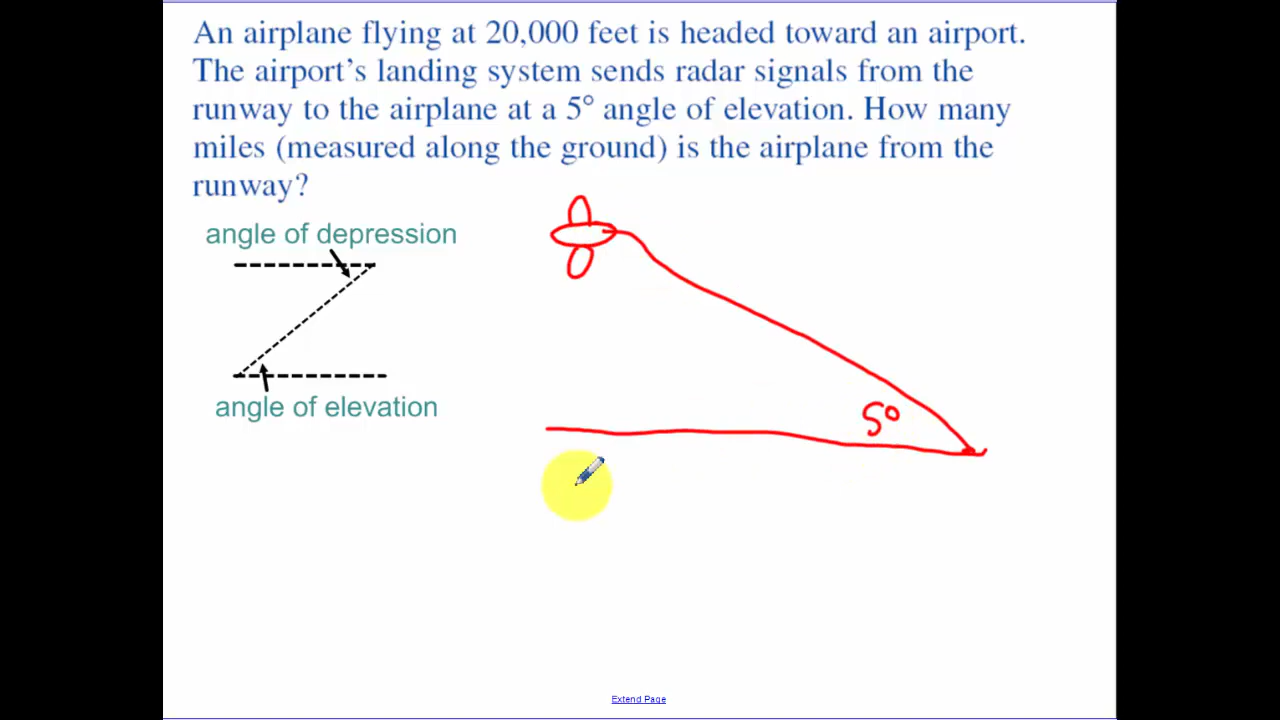 An airplane flying at 20,000 feet is headed toward an airport.
The airport’s landing system sends radar signals from the
runway to the airplane at a 5° angle of elevation. How many
miles (measured along the ground) is the airplane from the
runway?
angle of depression
angle of elevation
5°
Extend Page